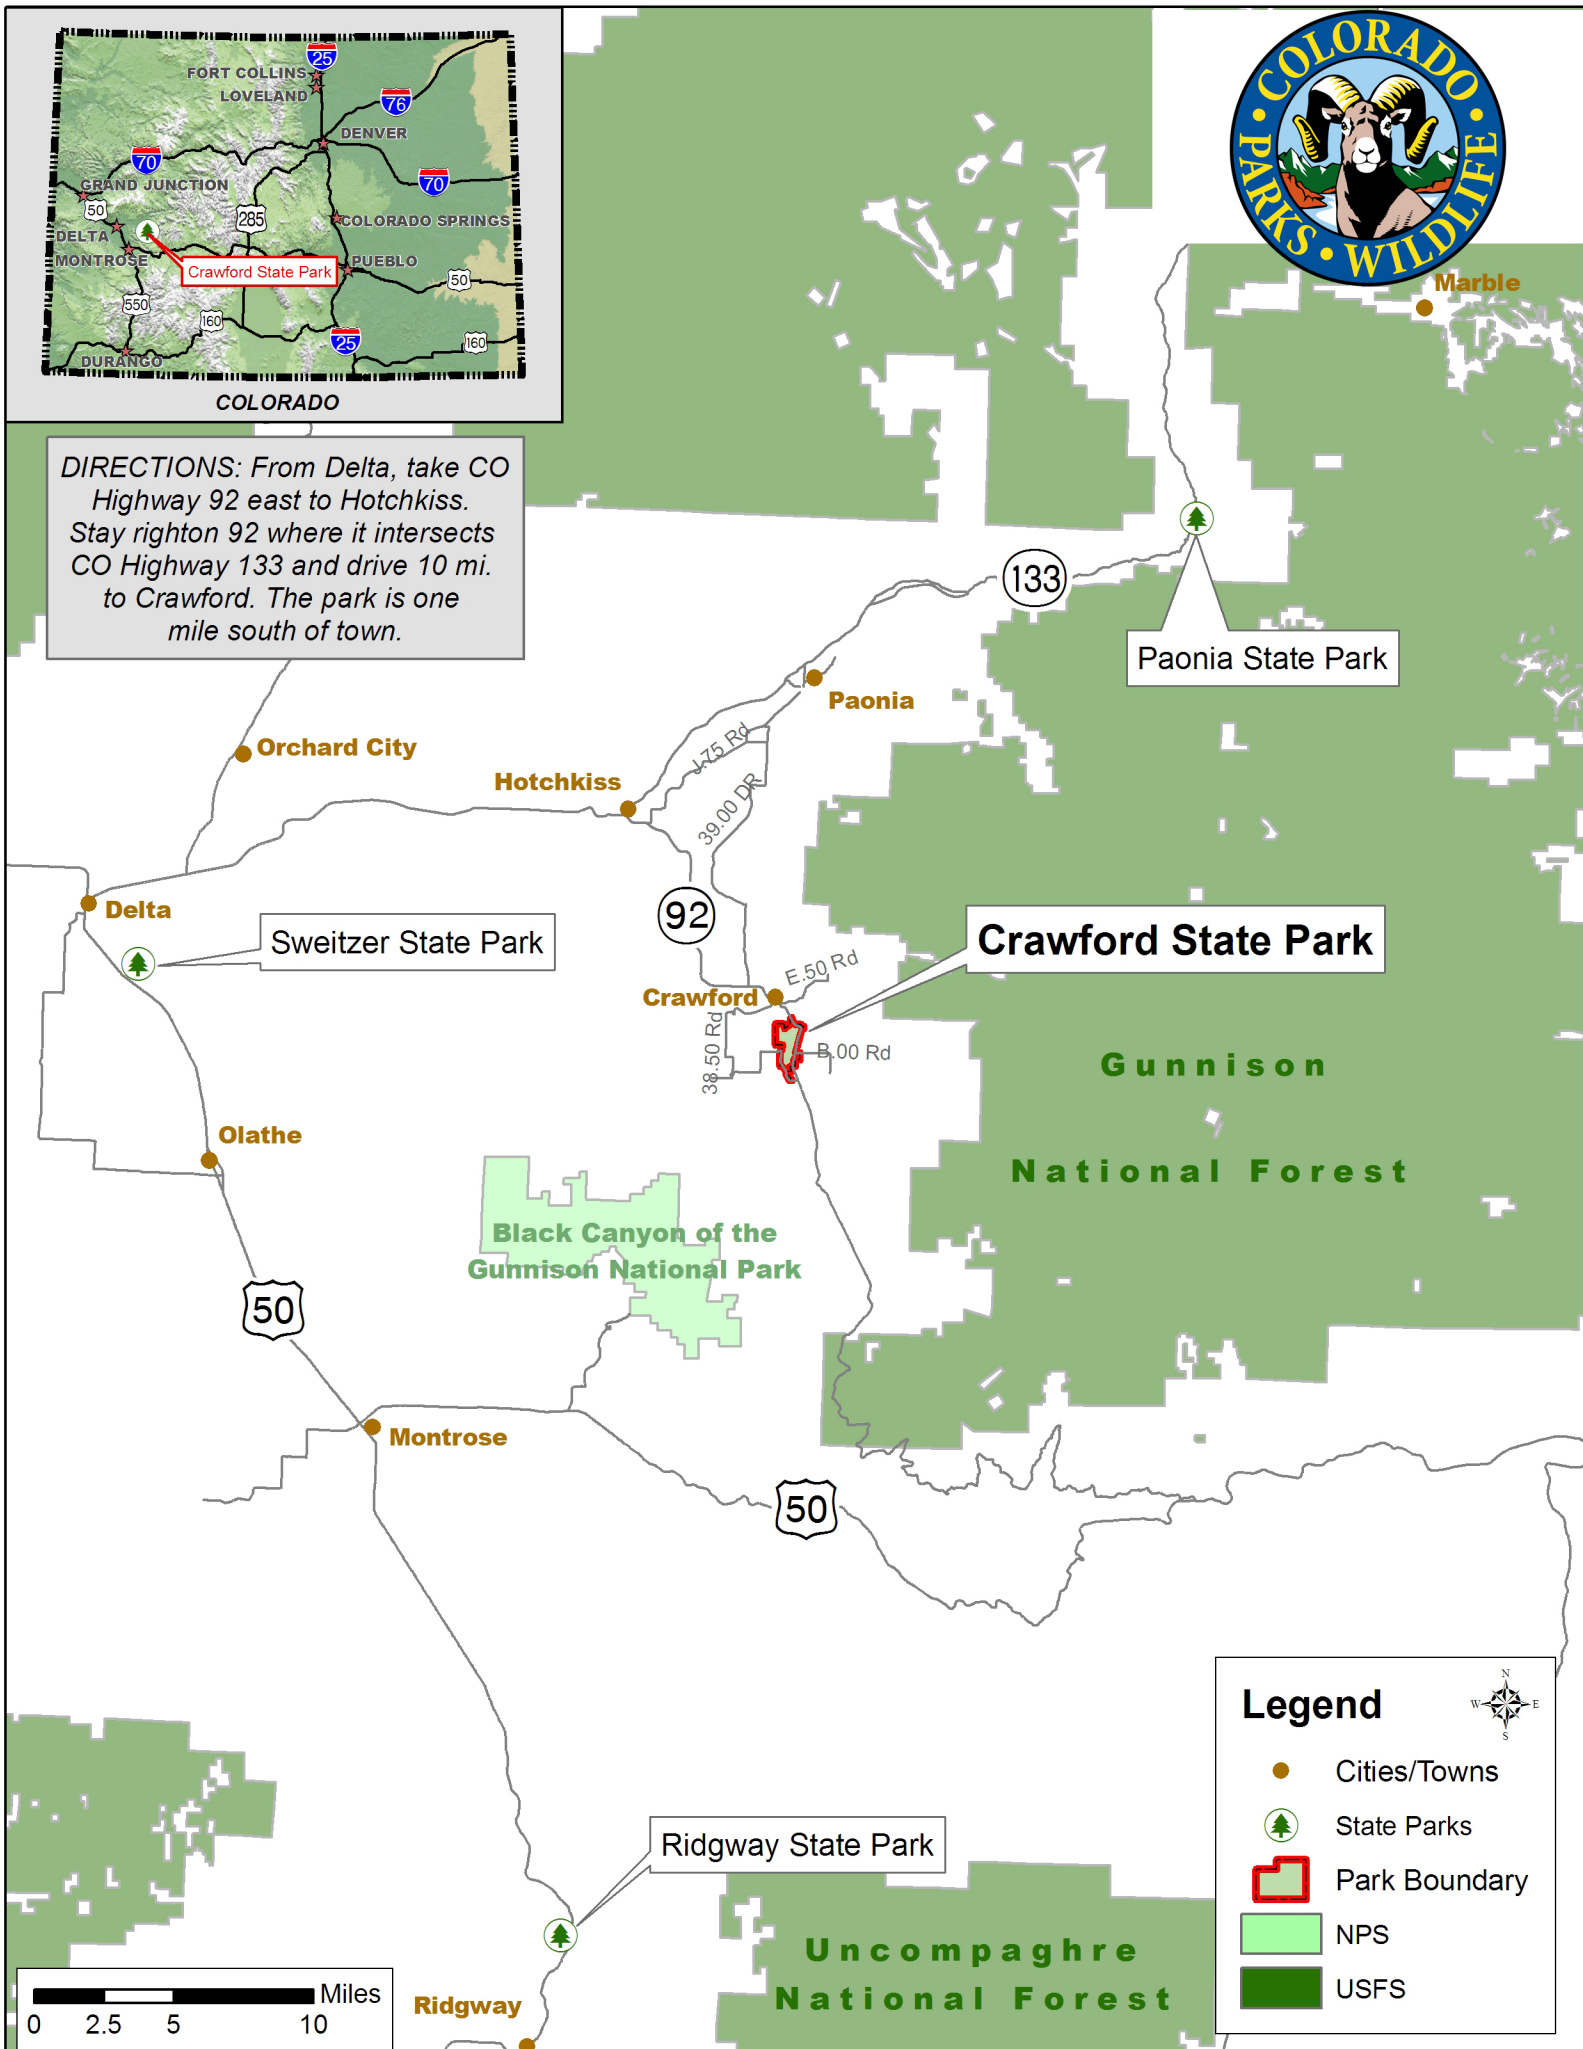 25
FORT COLLINS
LOVELAND
76
DENVER
70
GRAND JUNCTION
70
50
285
COLORADO SPRINGS
DELTA
MONTROSE
Crawford State Park
PUEBLO
50
550
160
25
160
DURANGO
COLORADO
COLORADO
PARKS • WILDLIFE
Marble
DIRECTIONS: From Delta, take CO
Highway 92 east to Hotchkiss.
Stay righton 92 where it intersects
CO Highway 133 and drive 10 mi.
to Crawford. The park is one
mile south of town.
133
Paonia State Park
Paonia
Orchard City
J.75 Rd
Hotchkiss
39.00 DR
92
Delta
Sweitzer State Park
Crawford State Park
E.50 Rd
Crawford
38.50 Rd
B.00 Rd
Gunnison
National Forest
Olathe
Black Canyon of the
Gunnison National Park
50
Montrose
50
Ridgway State Park
Uncompaghre
National Forest
Ridgway
Miles
0 2.5 5 10
Legend
N
W E
S
Cities/Towns
State Parks
Park Boundary
NPS
USFS